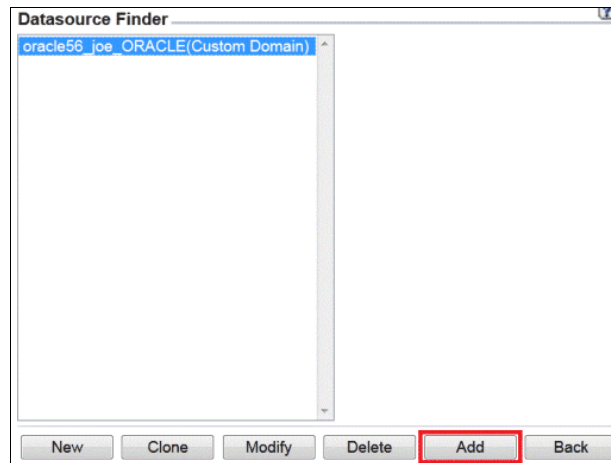 Datasource Finder
oracle56_joe_ORACLE(Custom Domain)
New Clone Modify Delete Add Back